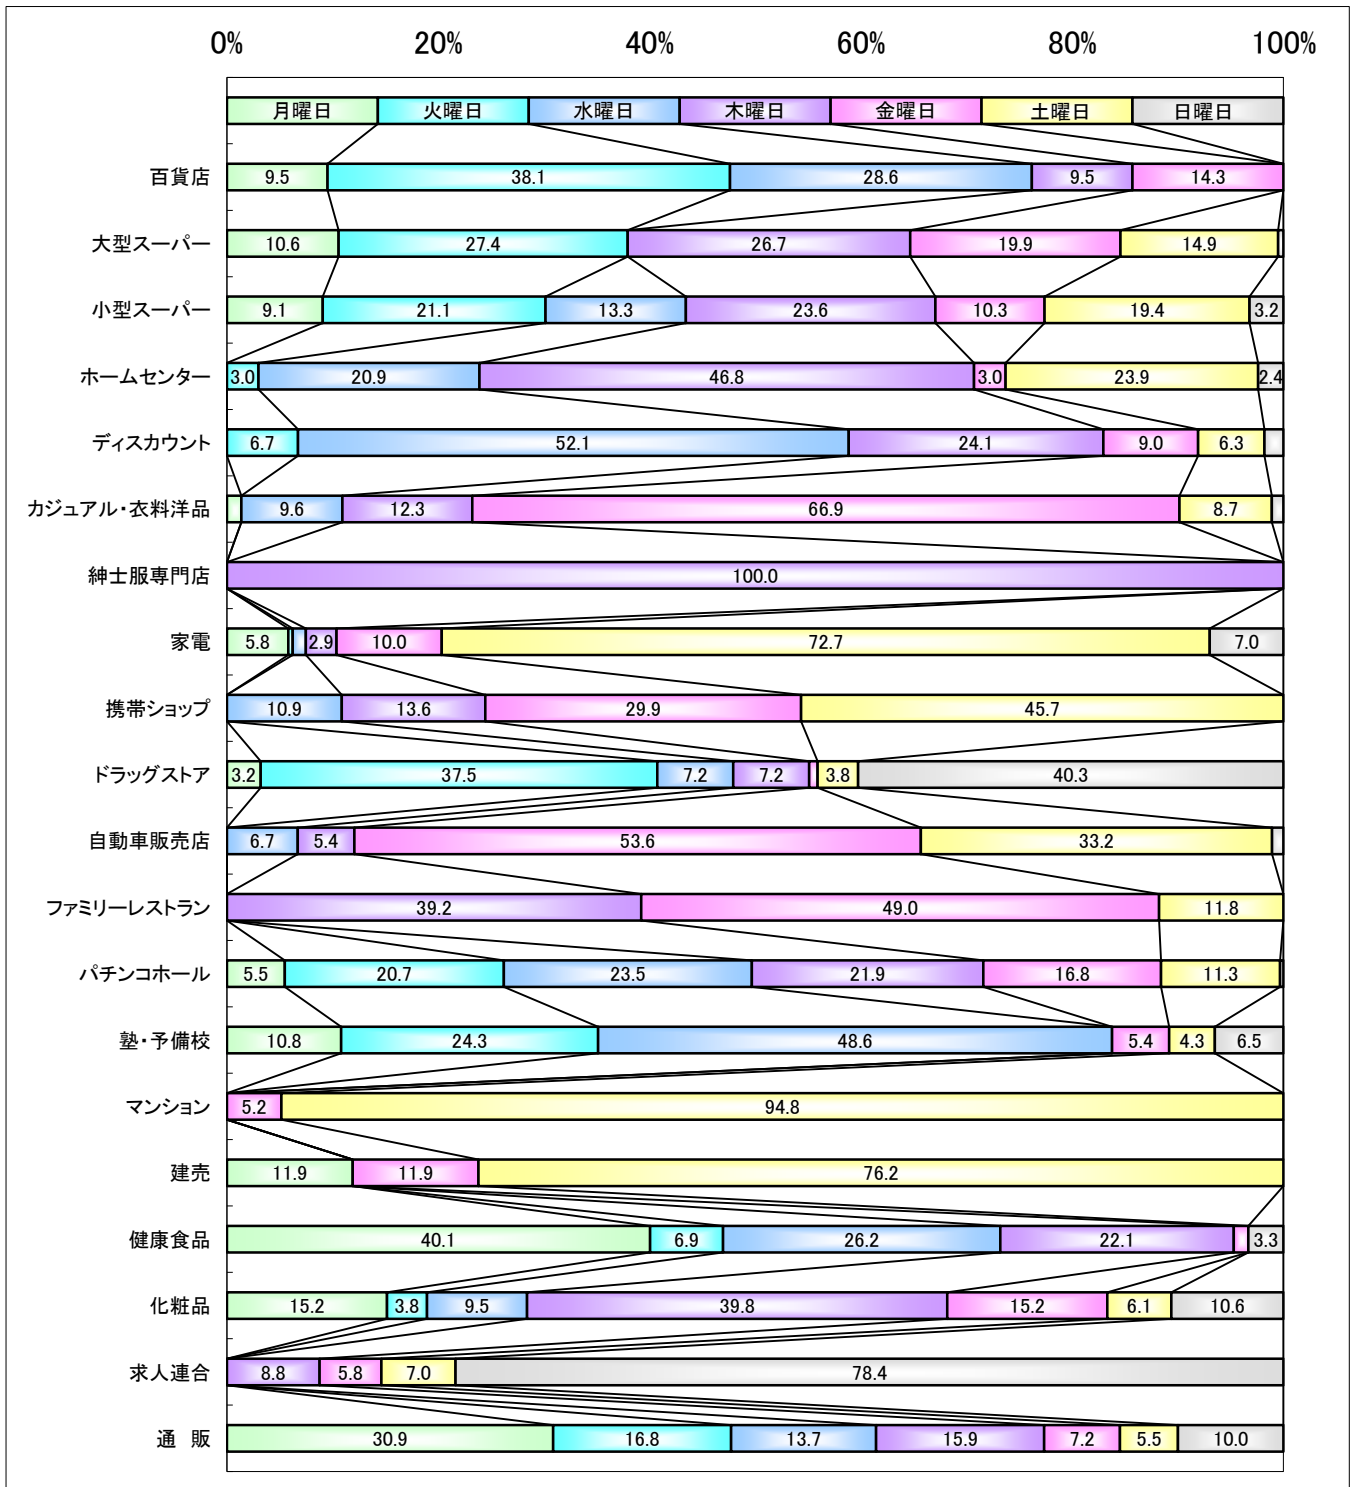 0% 20% 40% 60% 80% 100%
月曜日 火曜日 水曜日 木曜日 金曜日 土曜日 日曜日
百貨店 9.5 38.1 28.6 9.5 14.3
大型スーパー 10.6 27.4 26.7 19.9 14.9
小型スーパー 9.1 21.1 13.3 23.6 10.3 19.4 3.2
ホームセンター 3.0 20.9 46.8 3.0 23.9 2.4
ディスカウント 6.7 52.1 24.1 9.0 6.3
カジュアル・衣料洋品 9.6 12.3 66.9 8.7
紳士服専門店 100.0
家電 5.8 2.9 10.0 72.7 7.0
携帯ショップ 10.9 13.6 29.9 45.7
ドラッグストア 3.2 37.5 7.2 7.2 3.8 40.3
自動車販売店 6.7 5.4 53.6 33.2
ファミリーレストラン 39.2 49.0 11.8
パチンコホール 5.5 20.7 23.5 21.9 16.8 11.3
塾・予備校 10.8 24.3 48.6 5.4 4.3 6.5
マンション 5.2 94.8
建売 11.9 11.9 76.2
健康食品 40.1 6.9 26.2 22.1 3.3
化粧品 15.2 3.8 9.5 39.8 15.2 6.1 10.6
求人連合 8.8 5.8 7.0 78.4
通 販 30.9 16.8 13.7 15.9 7.2 5.5 10.0